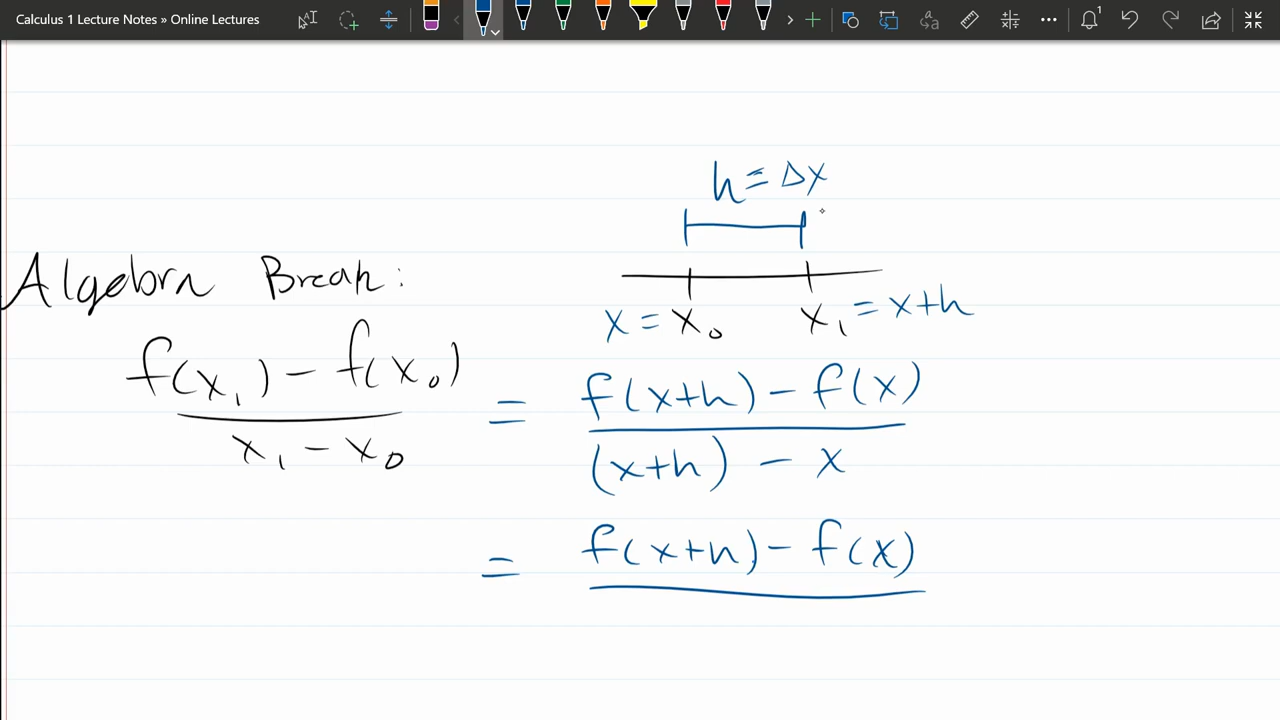 Calculus 1 Lecture Notes » Online Lectures
h = Δx
Algebra Break:
x = x₀ x₁ = x+h
f(x₁) - f(x₀) / x₁ - x₀ = f(x+h) - f(x) / (x+h) - x
= f(x+h) - f(x)